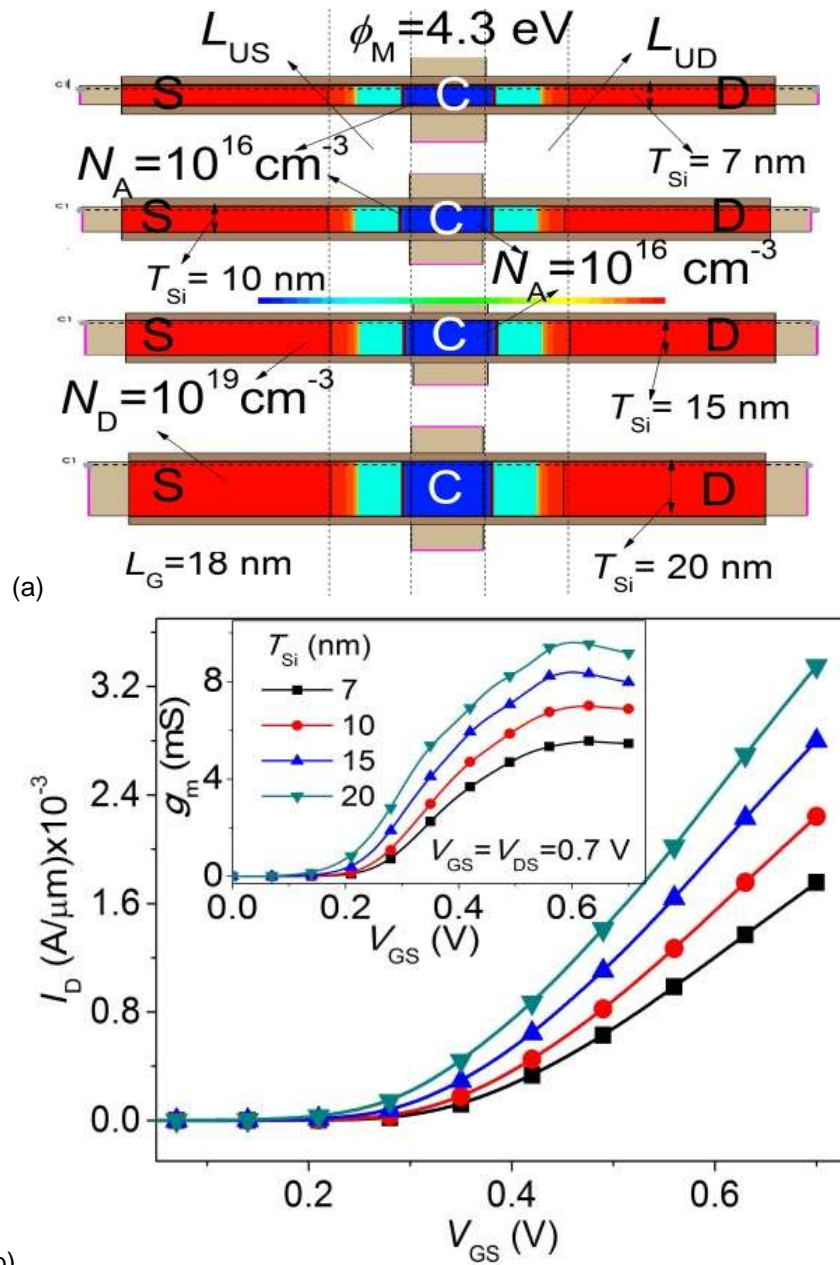 L_US ϕ_M=4.3 eV L_UD
S C D
N_A=10^16 cm^-3
T_Si= 7 nm
S C D
T_Si= 10 nm
N_A=10^16 cm^-3
S C D
N_D=10^19 cm^-3
T_Si= 15 nm
S C D
L_G=18 nm
T_Si= 20 nm
(a)
T_Si (nm)
7
10
15
20
V_GS=V_DS=0.7 V
g_m (mS)
8
4
0
0.0 0.2 0.4 0.6
V_GS (V)
I_D (A/μm)x10^-3
3.2
2.4
1.6
0.8
0.0
0.2 0.4 0.6
V_GS (V)